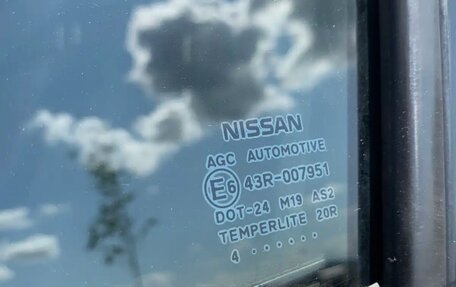 NISSAN
AGC AUTOMOTIVE
E6 43R-007951
DOT-24 M19 AS2
TEMPERLITE 20R
4 · · · · · ·